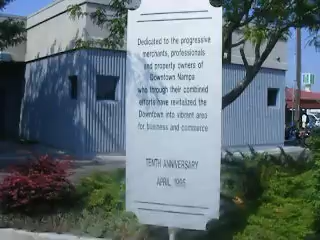 Dedicated to the progressive
merchants, professionals
and property owners of
Downtown Nampa
who through their combined
efforts have revitalized the
Downtown into vibrant area
for business and commerce
TENTH ANNIVERSARY
APRIL, 1995